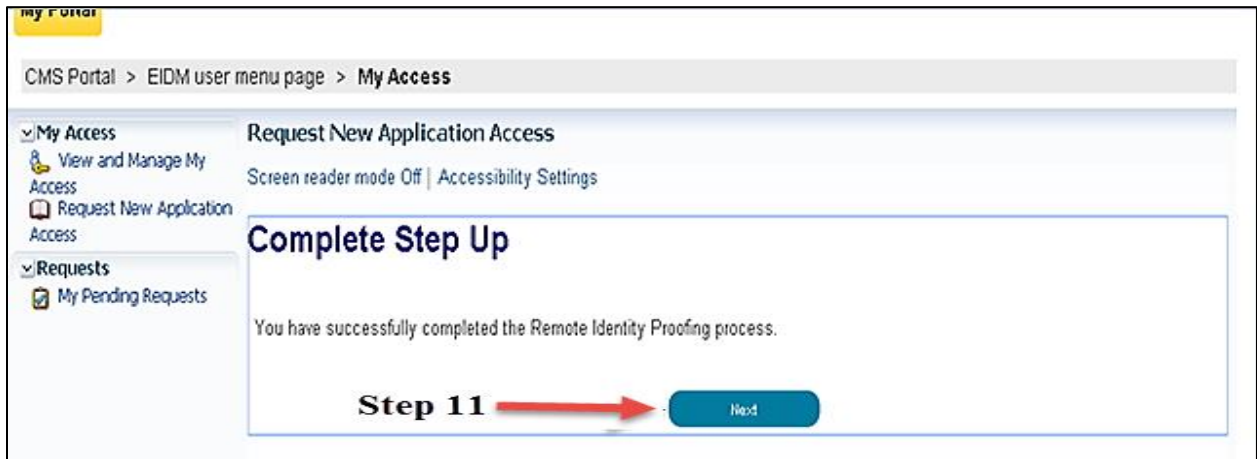 My Portal
CMS Portal > EIDM user menu page > My Access
My Access
View and Manage My
Access
Request New Application
Access
Requests
My Pending Requests
Request New Application Access
Screen reader mode Off | Accessibility Settings
Complete Step Up
You have successfully completed the Remote Identity Proofing process.
Step 11
Next